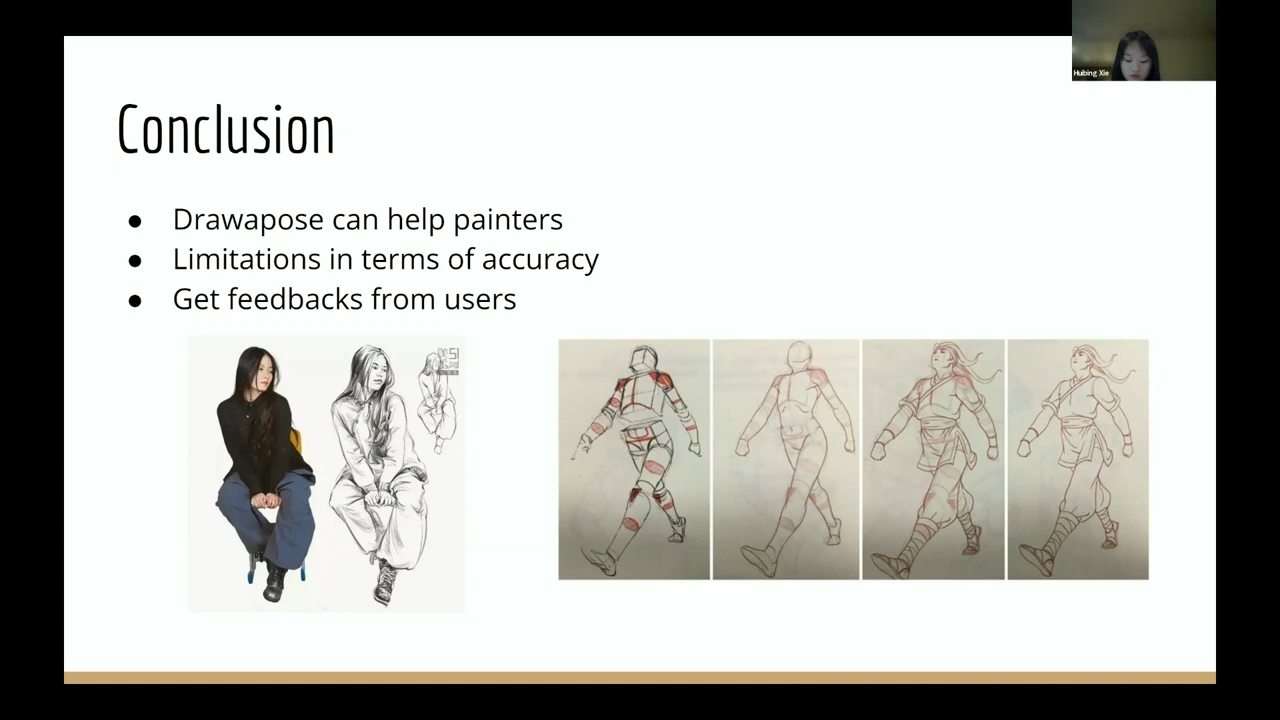 Huibing Xie
Conclusion
● Drawapose can help painters
● Limitations in terms of accuracy
● Get feedbacks from users